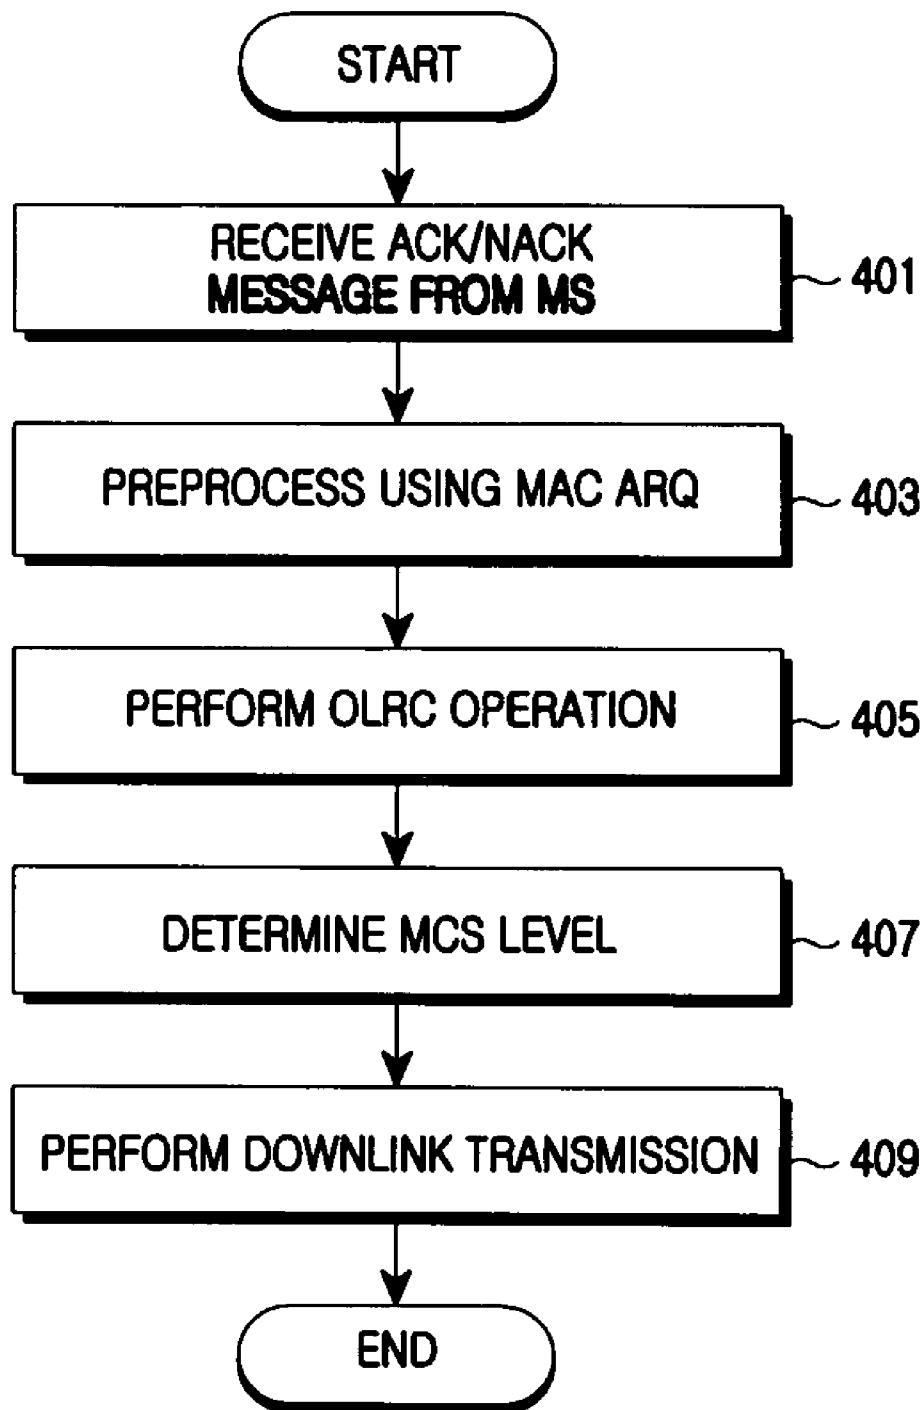 START
RECEIVE ACK/NACK
MESSAGE FROM MS
401
PREPROCESS USING MAC ARQ
403
PERFORM OLRC OPERATION
405
DETERMINE MCS LEVEL
407
PERFORM DOWNLINK TRANSMISSION
409
END